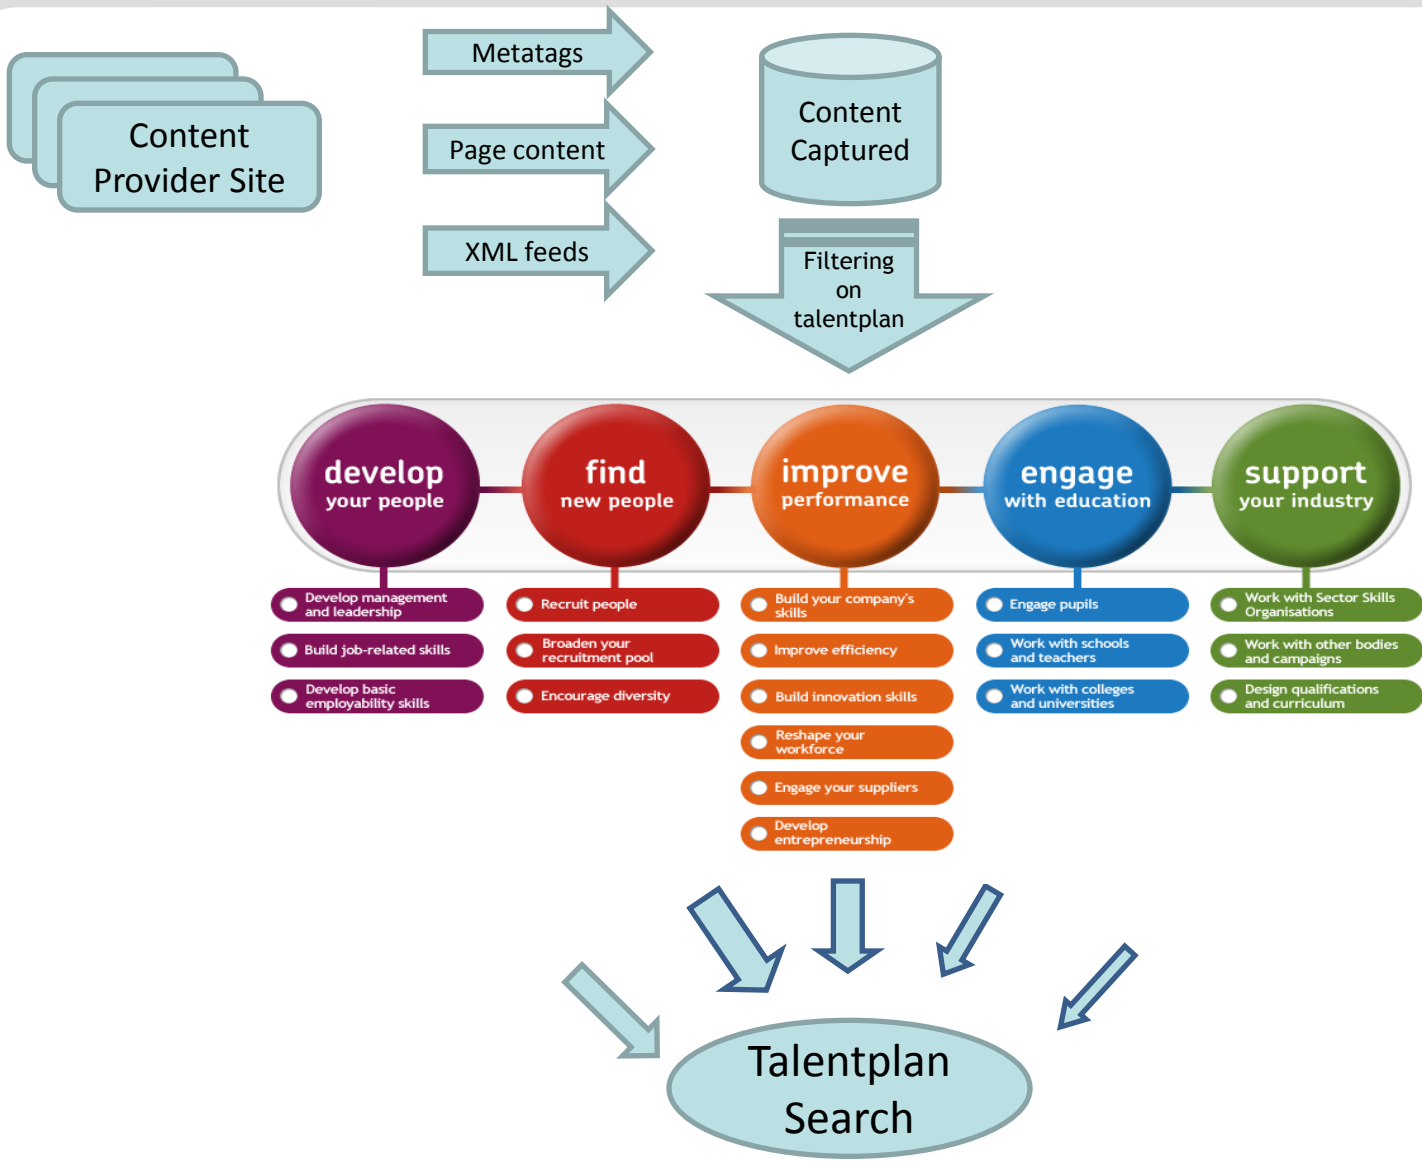 Content
Provider Site
Metatags
Page content
XML feeds
Content
Captured
Filtering
on
talentplan
develop
your people
find
new people
improve
performance
engage
with education
support
your industry
Develop management
and leadership
Build job-related skills
Develop basic
employability skills
Recruit people
Broaden your
recruitment pool
Encourage diversity
Build your company's
skills
Improve efficiency
Build innovation skills
Reshape your
workforce
Engage your suppliers
Develop
entrepreneurship
Engage pupils
Work with schools
and teachers
Work with colleges
and universities
Work with Sector Skills
Organisations
Work with other bodies
and campaigns
Design qualifications
and curriculum
Talentplan
Search